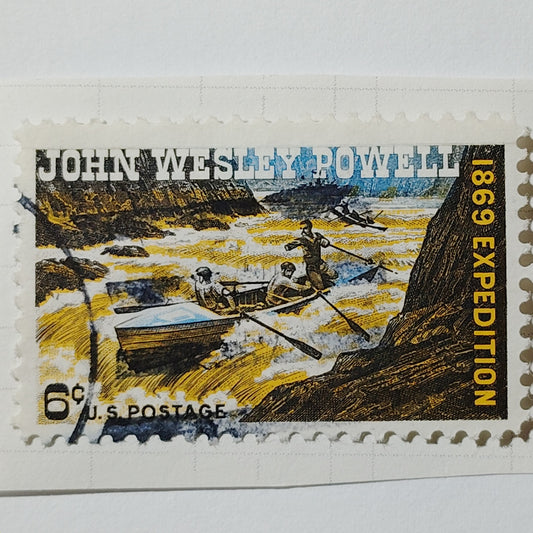 JOHN WESLEY POWELL
1869 EXPEDITION
6c
U.S. POSTAGE